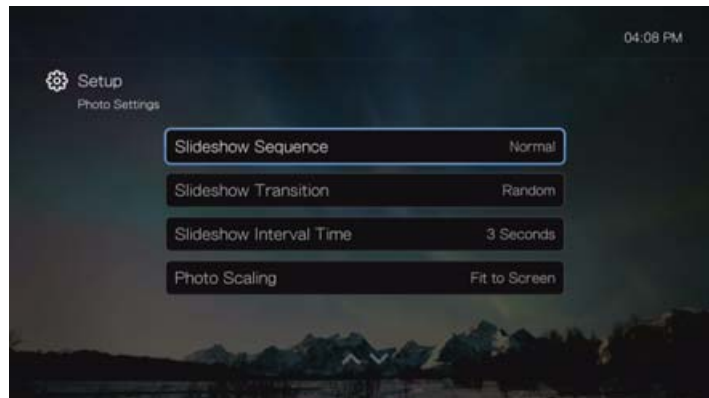 04:08 PM
Setup
Photo Settings
Slideshow Sequence Normal
Slideshow Transition Random
Slideshow Interval Time 3 Seconds
Photo Scaling Fit to Screen